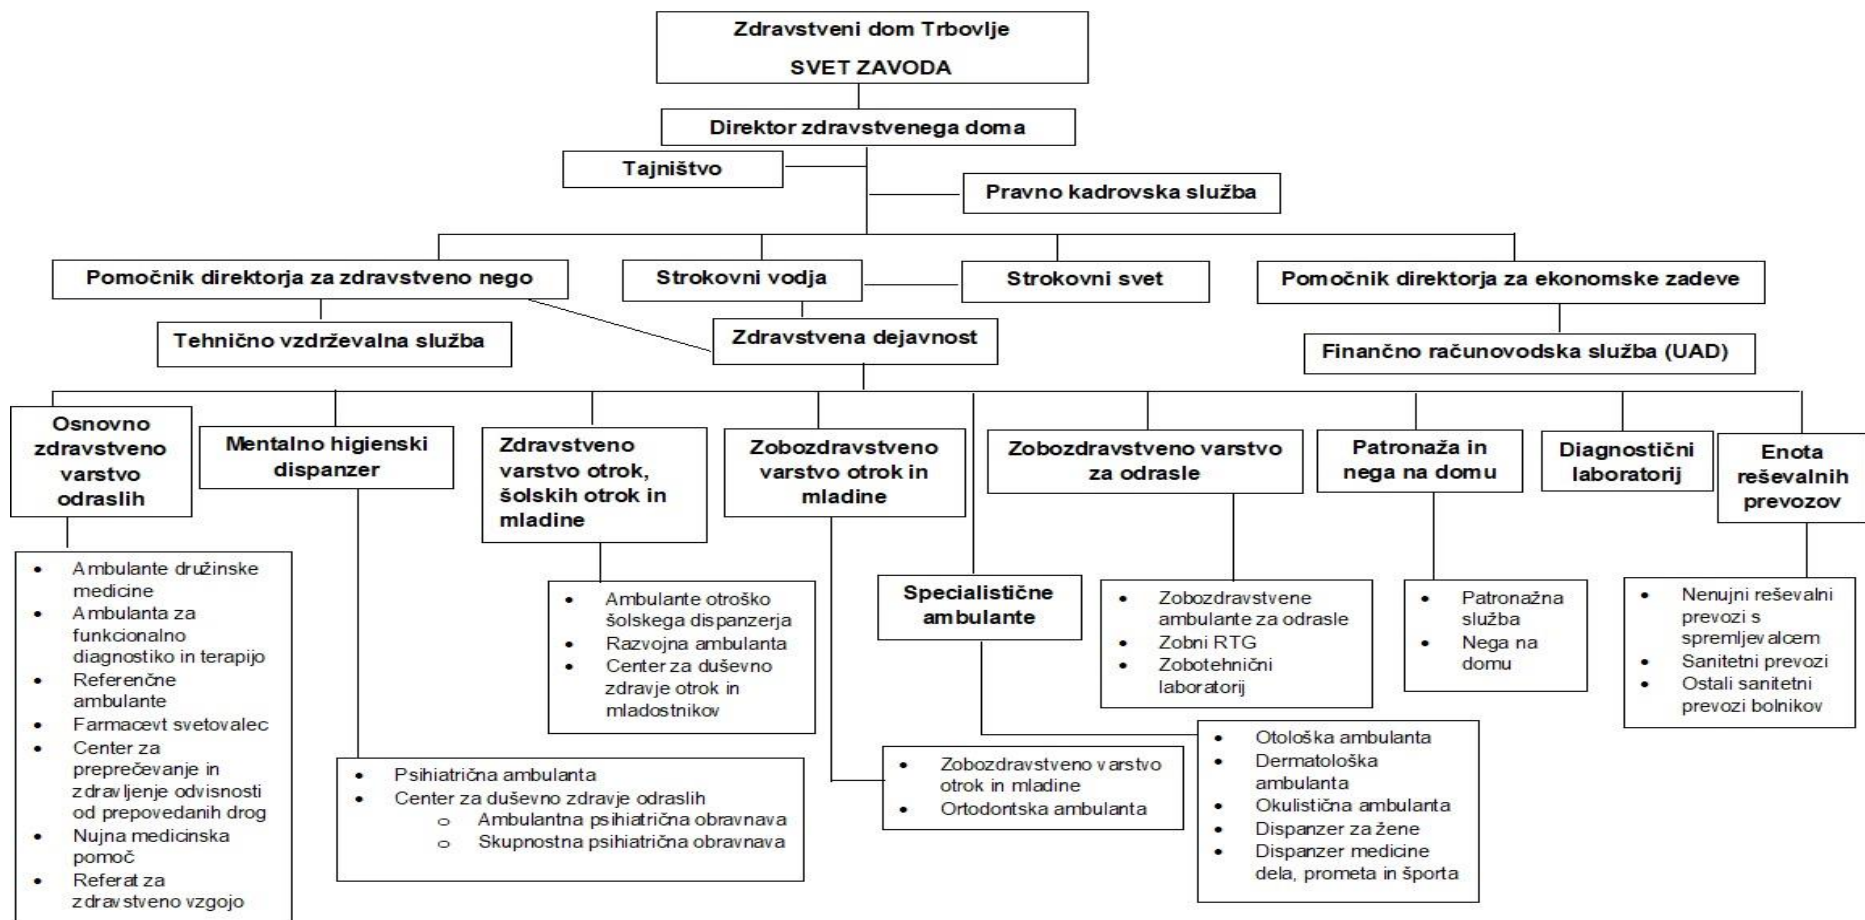 Zdravstveni dom Trbovlje
SVET ZAVODA
Direktor zdravstvenega doma
Tajništvo
Pravno kadrovska služba
Pomočnik direktorja za zdravstveno nego
Strokovni vodja
Strokovni svet
Pomočnik direktorja za ekonomske zadeve
Tehnično vzdrževalna služba
Zdravstvena dejavnost
Finančno računovodska služba (UAD)
Osnovno
zdravstveno
varstvo
odraslih
Mentalno higienski
dispanzer
Zdravstveno
varstvo otrok,
šolskih otrok in
mladine
Zobozdravstveno
varstvo otrok in
mladine
Zobozdravstveno varstvo
za odrasle
Patronaža in
nega na domu
Diagnostični
laboratorij
Enota
reševalnih
prevozov
• Ambulante družinske
medicine
• Ambulanta za
funkcionalno
diagnostiko in terapijo
• Referenčne
ambulante
• Farmacevt svetovalec
• Center za
preprečevanje in
zdravljenje odvisnosti
od prepovedanih drog
• Nujna medicinska
pomoč
• Referat za
zdravstveno vzgojo
• Psihiatrična ambulanta
• Center za duševno zdravje odraslih
o Ambulantna psihiatrična obravnava
o Skupnostna psihiatrična obravnava
• Ambulante otroško
šolskega dispanzerja
• Razvojna ambulanta
• Center za duševno
zdravje otrok in
mladostnikov
• Zobozdravstveno varstvo
otrok in mladine
• Ortodontska ambulanta
Specialistične
ambulante
• Otološka ambulanta
• Dermatološka
ambulanta
• Okulistična ambulanta
• Dispanzer za žene
• Dispanzer medicine
dela, prometa in športa
• Zobozdravstvene
ambulante za odrasle
• Zobni RTG
• Zobotehnični
laboratorij
• Patronažna
služba
• Nega na
domu
• Nenujni reševalni
prevozi s
spremljevalcem
• Sanitetni prevozi
• Ostali sanitetni
prevozi bolnikov